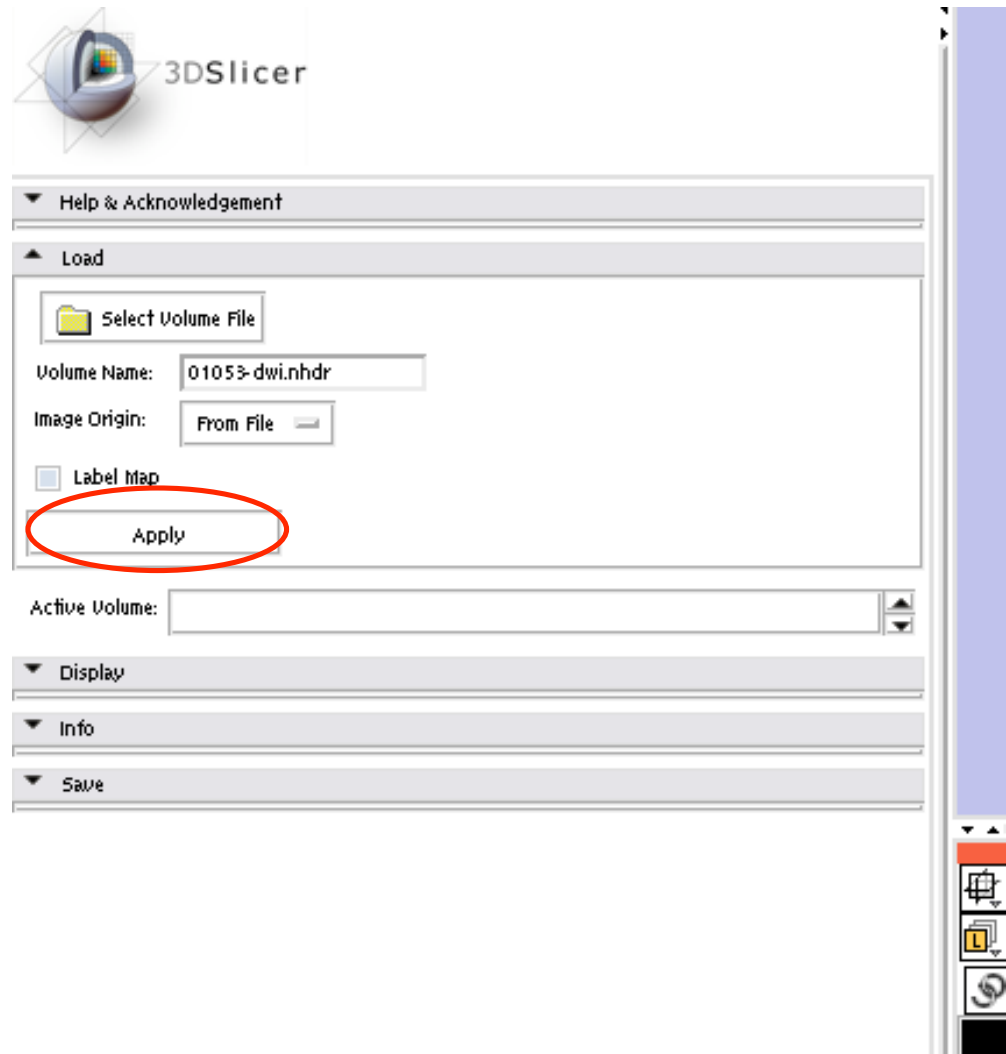 3DSlicer
Help & Acknowledgement
Load
Select Volume File
Volume Name: 01053-dwi.nhdr
Image Origin: From File
Label Map
Apply
Active Volume:
Display
Info
Save
L